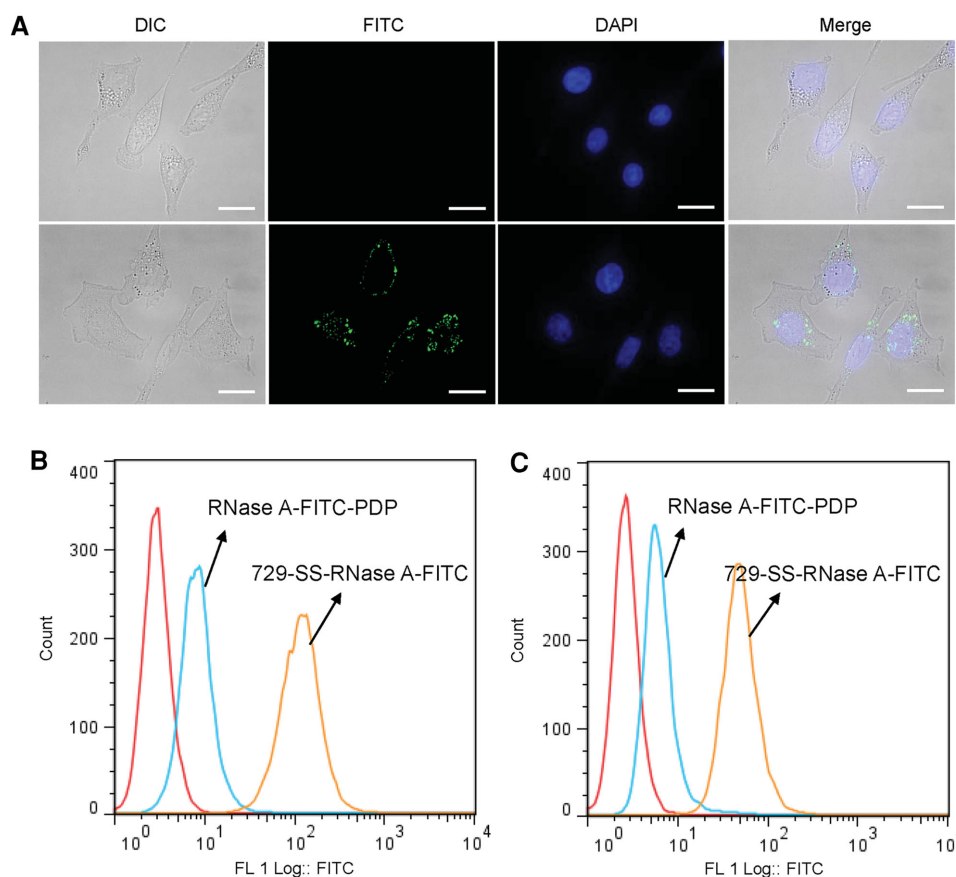 A
DIC FITC DAPI Merge
B
400
300
200
100
0
Count
RNase A-FITC-PDP
729-SS-RNase A-FITC
10^0 10^1 10^2 10^3 10^4
FL 1 Log:: FITC
C
400
300
200
100
0
Count
RNase A-FITC-PDP
729-SS-RNase A-FITC
10^0 10^1 10^2 10^3 10
FL 1 Log:: FITC